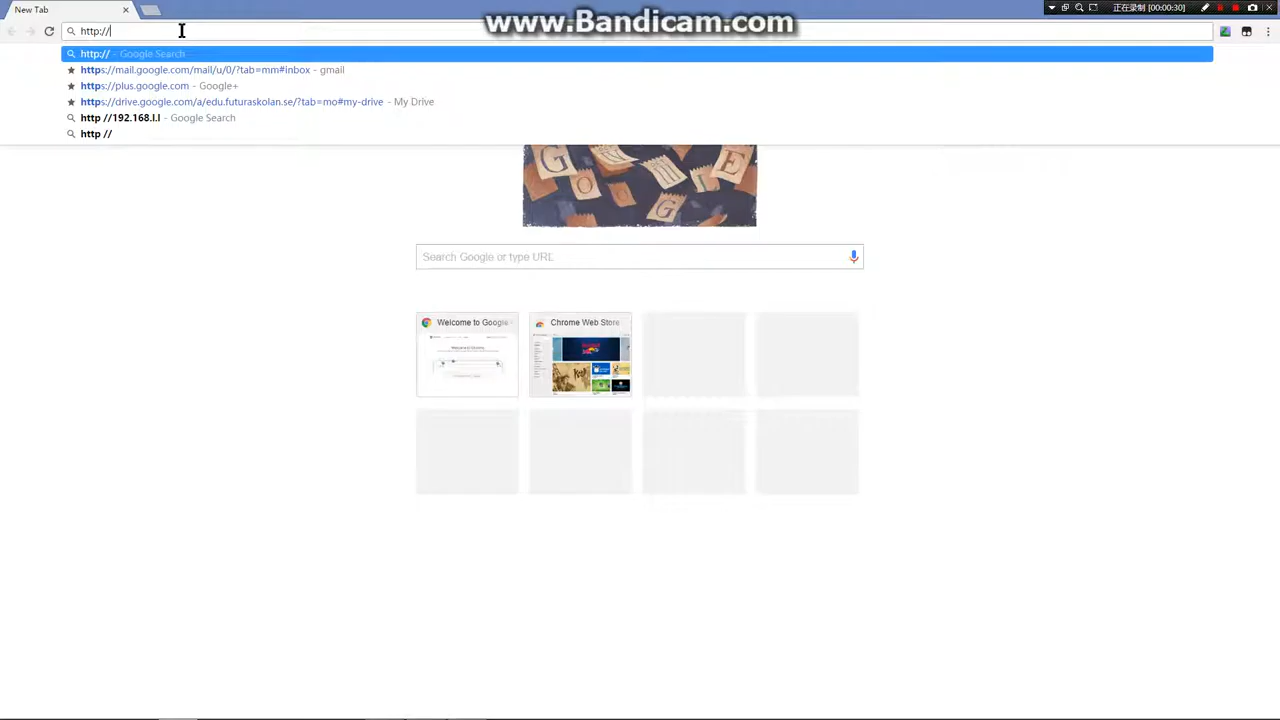 New Tab
www.Bandicam.com
正在录制 [00:00:30]
http://
http:// - Google Search
https://mail.google.com/mail/u/0/?tab=mm#inbox - gmail
https://plus.google.com - Google+
https://drive.google.com/a/edu.futuraskolan.se/?tab=mo#my-drive - My Drive
http //192.168.l.l - Google Search
http //
G O O G L E
Search Google or type URL
Welcome to Google
Chrome Web Store